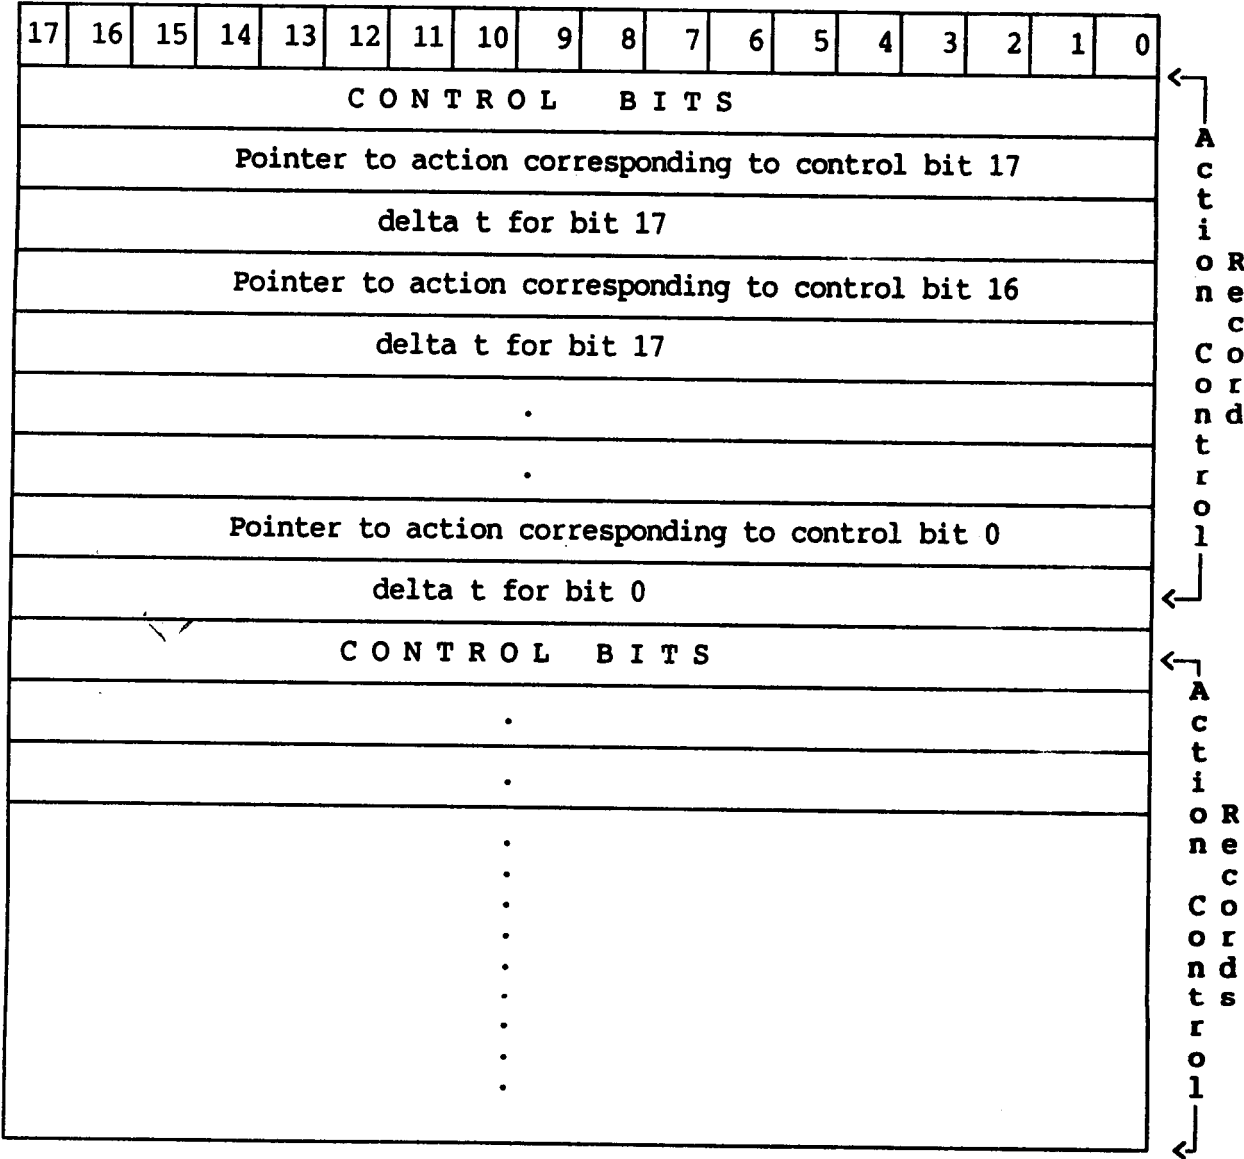 17 16 15 14 13 12 11 10 9 8 7 6 5 4 3 2 1 0
CONTROL BITS
Pointer to action corresponding to control bit 17
delta t for bit 17
Pointer to action corresponding to control bit 16
delta t for bit 17
.
.
Pointer to action corresponding to control bit 0
delta t for bit 0
Action Control
Record
CONTROL BITS
.
.
.
.
.
.
.
.
.
.
.
Action Control
Records